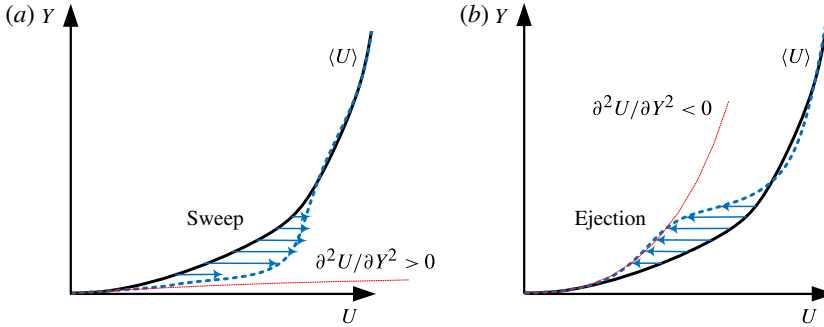 (a) Y
⟨U⟩
Sweep
∂²U/∂Y² > 0
U
(b) Y
⟨U⟩
∂²U/∂Y² < 0
Ejection
U